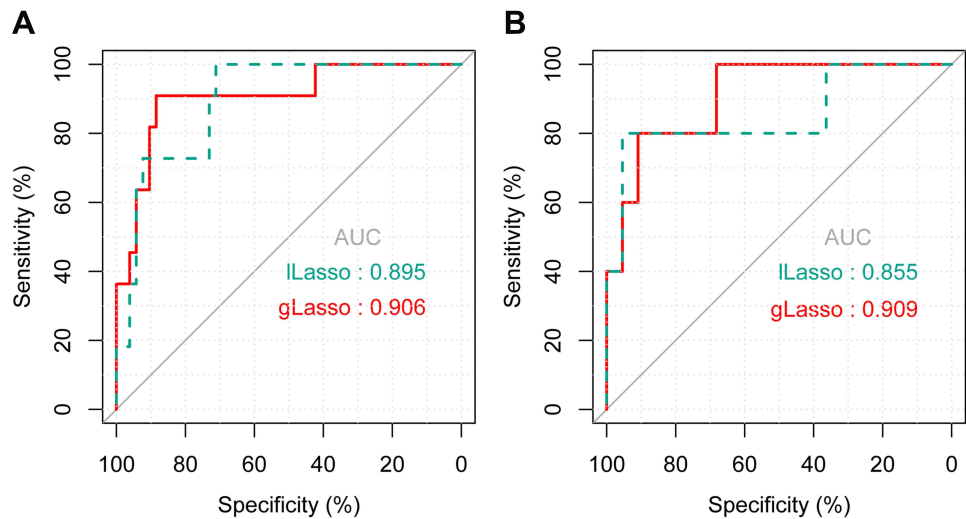 A
Sensitivity (%)
100
80
60
40
20
0
AUC
lLasso : 0.895
gLasso : 0.906
100 80 60 40 20 0
Specificity (%)
B
Sensitivity (%)
100
80
60
40
20
0
AUC
lLasso : 0.855
gLasso : 0.909
100 80 60 40 20 0
Specificity (%)